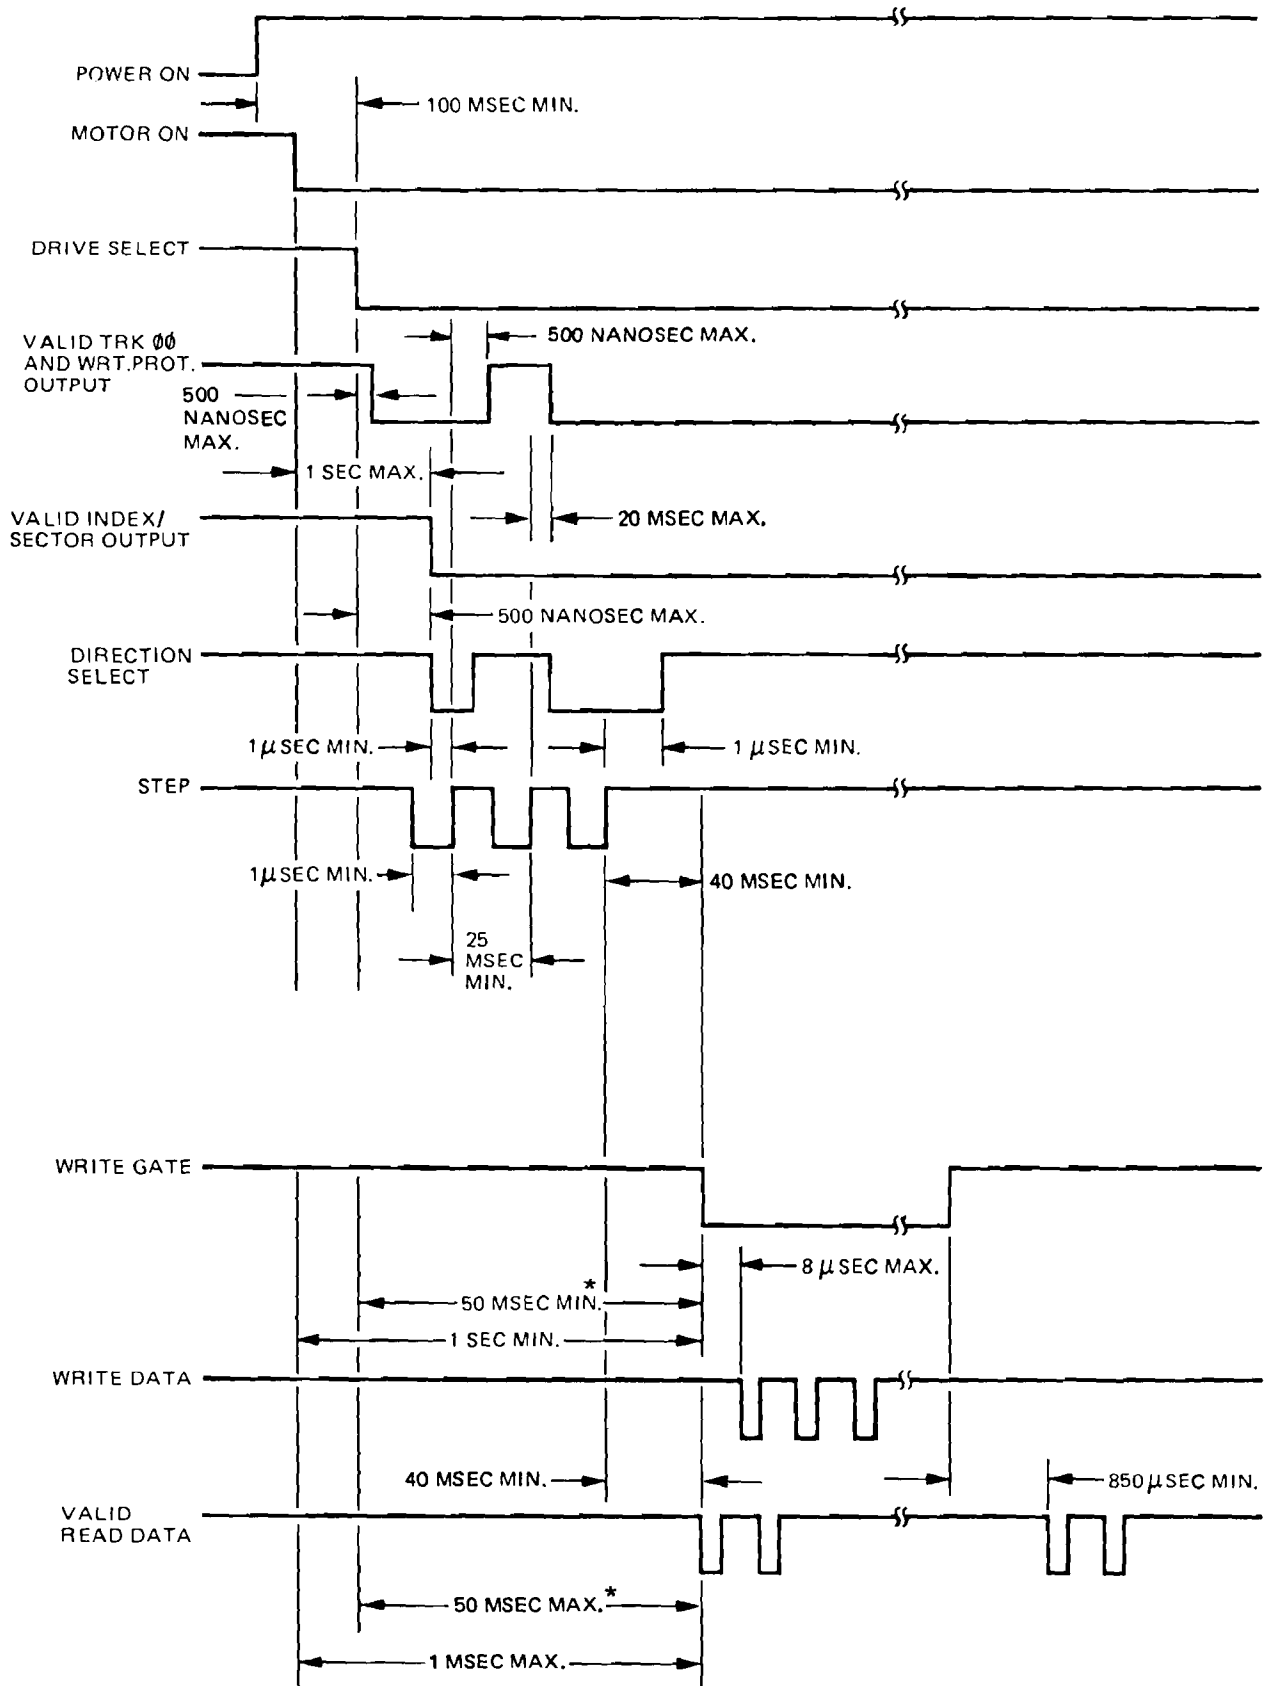 POWER ON
100 MSEC MIN.
MOTOR ON
DRIVE SELECT
500 NANOSEC MAX.
VALID TRK ØØ
AND WRT.PROT.
OUTPUT
500
NANOSEC
MAX.
1 SEC MAX.
VALID INDEX/
SECTOR OUTPUT
20 MSEC MAX.
500 NANOSEC MAX.
DIRECTION
SELECT
1 μSEC MIN.
1 μSEC MIN.
STEP
1 μSEC MIN.
40 MSEC MIN.
25
MSEC
MIN.
WRITE GATE
8 μSEC MAX.
50 MSEC MIN.*
1 SEC MIN.
WRITE DATA
40 MSEC MIN.
850 μSEC MIN.
VALID
READ DATA
50 MSEC MAX.*
1 MSEC MAX.